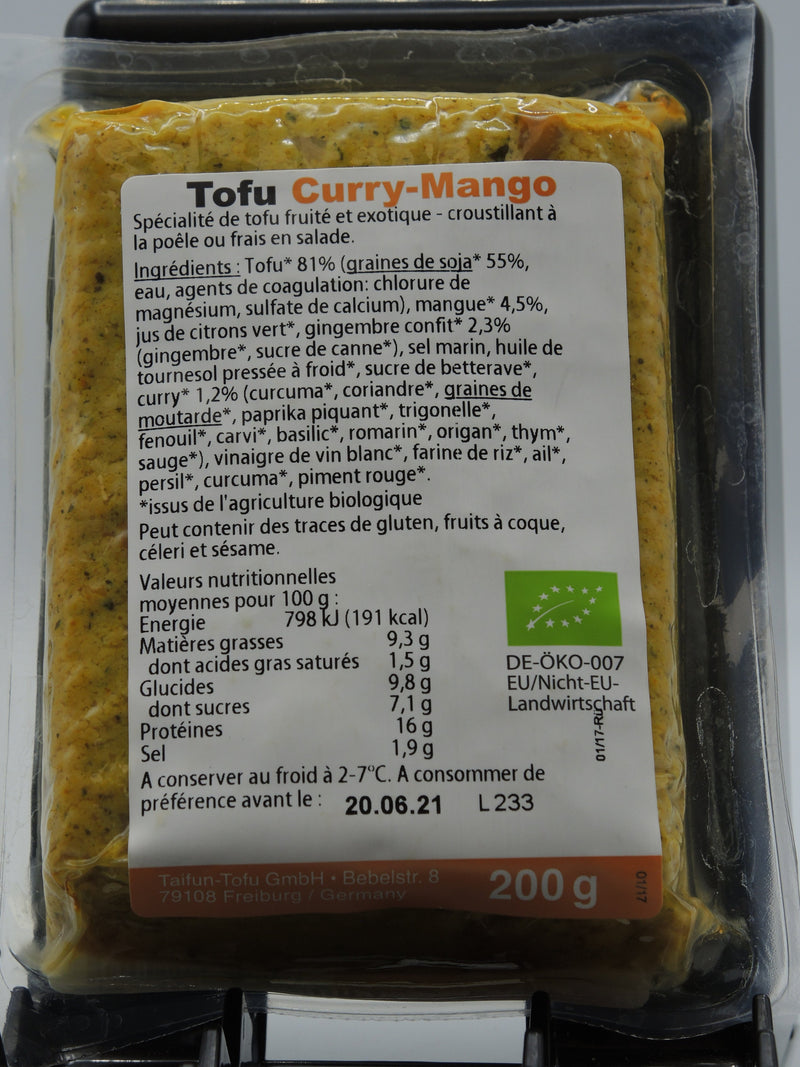 Tofu Curry-Mango
Spécialité de tofu fruité et exotique - croustillant à
la poêle ou frais en salade.
Ingrédients : Tofu* 81% (graines de soja* 55%,
eau, agents de coagulation: chlorure de
magnésium, sulfate de calcium), mangue* 4,5%,
jus de citrons vert*, gingembre confit* 2,3%
(gingembre*, sucre de canne*), sel marin, huile de
tournesol pressée à froid*, sucre de betterave*,
curry* 1,2% (curcuma*, coriandre*, graines de
moutarde*, paprika piquant*, trigonelle*,
fenouil*, carvi*, basilic*, romarin*, origan*, thym*,
sauge*), vinaigre de vin blanc*, farine de riz*, ail*,
persil*, curcuma*, piment rouge*.
*issus de l'agriculture biologique
Peut contenir des traces de gluten, fruits à coque,
céleri et sésame.
Valeurs nutritionnelles
moyennes pour 100 g :
Energie 798 kJ (191 kcal)
Matières grasses 9,3 g
dont acides gras saturés 1,5 g
Glucides 9,8 g
dont sucres 7,1 g
Protéines 16 g
Sel 1,9 g
DE-ÖKO-007
EU/Nicht-EU-
Landwirtschaft
01/17-RÜ
A conserver au froid à 2-7°C. A consommer de
préférence avant le : 20.06.21 L 233
Taifun-Tofu GmbH • Bebelstr. 8
79108 Freiburg / Germany
200 g
01/17